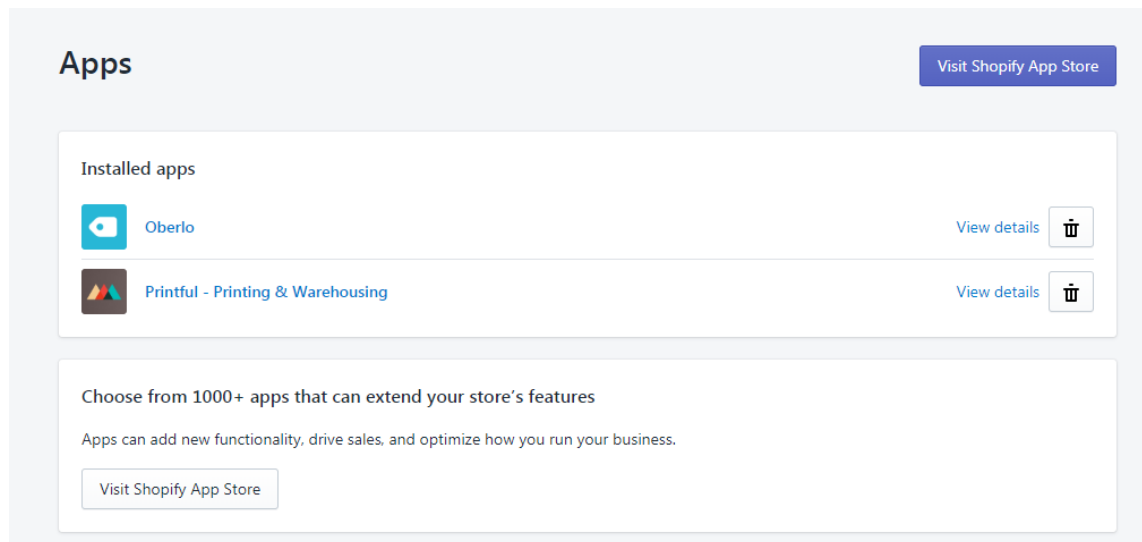 Apps
Visit Shopify App Store
Installed apps
Oberlo
View details
Printful - Printing & Warehousing
View details
Choose from 1000+ apps that can extend your store’s features
Apps can add new functionality, drive sales, and optimize how you run your business.
Visit Shopify App Store